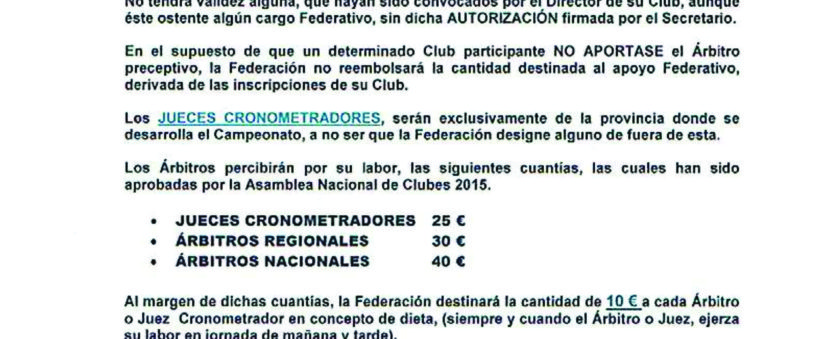 No tendrá validez alguna, que hayan sido convocados por el Director de su Club, aunque
éste ostente algún cargo Federativo, sin dicha AUTORIZACIÓN firmada por el Secretario.
En el supuesto de que un determinado Club participante NO APORTASE el Árbitro
preceptivo, la Federación no reembolsará la cantidad destinada al apoyo Federativo,
derivada de las inscripciones de su Club.
Los JUECES CRONOMETRADORES, serán exclusivamente de la provincia donde se
desarrolla el Campeonato, a no ser que la Federación designe alguno de fuera de esta.
Los Árbitros percibirán por su labor, las siguientes cuantías, las cuales han sido
aprobadas por la Asamblea Nacional de Clubes 2015.
• JUECES CRONOMETRADORES 25 €
• ÁRBITROS REGIONALES 30 €
• ÁRBITROS NACIONALES 40 €
Al margen de dichas cuantías, la Federación destinará la cantidad de 10 € a cada Árbitro
o Juez Cronometrador en concepto de dieta, (siempre y cuando el Árbitro o Juez, ejerza
su labor en jornada de mañana y tarde).